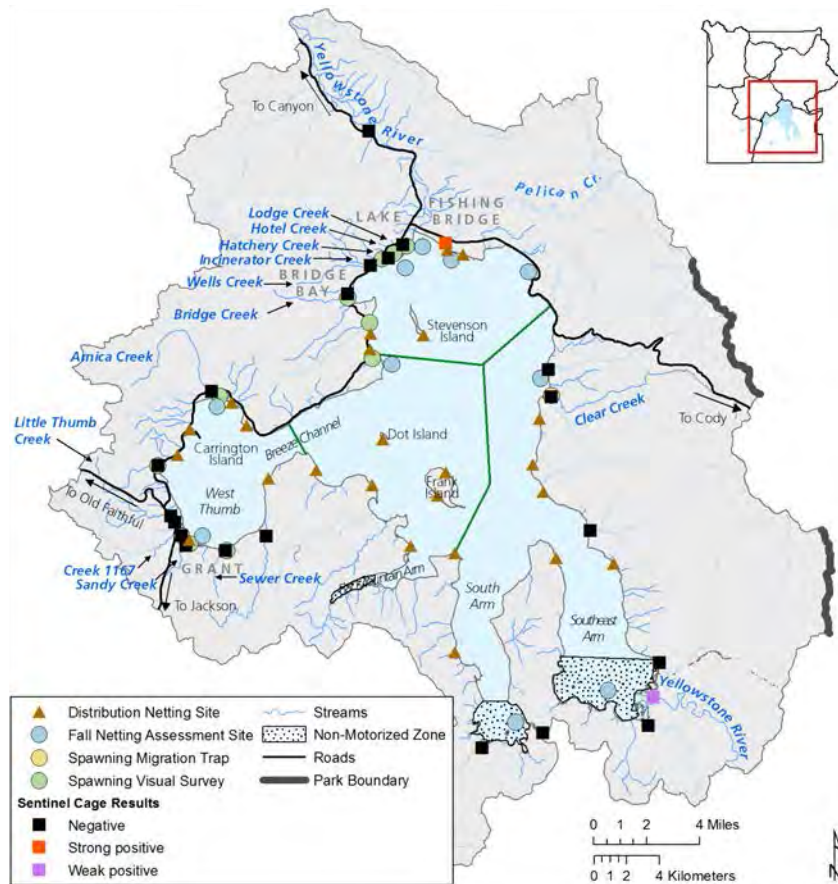 Yellowstone River
To Canyon
Pelican Cr.
Lodge Creek
LAKE
FISHING
BRIDGE
Hotel Creek
Hatchery Creek
Incinerator Creek
BRIDGE
BAY
Wells Creek
Bridge Creek
Stevenson
Island
Arnica Creek
Clear Creek
To Cody
Little Thumb
Creek
Carrington
Island
Breeze Channel
Dot Island
Frank
Island
West
Thumb
To Old Faithful
Creek 1167
Sandy Creek
GRANT
Sewer Creek
To Jackson
Mountain Arm
South
Arm
Southeast
Arm
Yellowstone
River
Distribution Netting Site
Fall Netting Assessment Site
Spawning Migration Trap
Spawning Visual Survey
Streams
Non-Motorized Zone
Roads
Park Boundary
Sentinel Cage Results
Negative
Strong positive
Weak positive
0 2 4 Miles
0 1 2 4 Kilometers